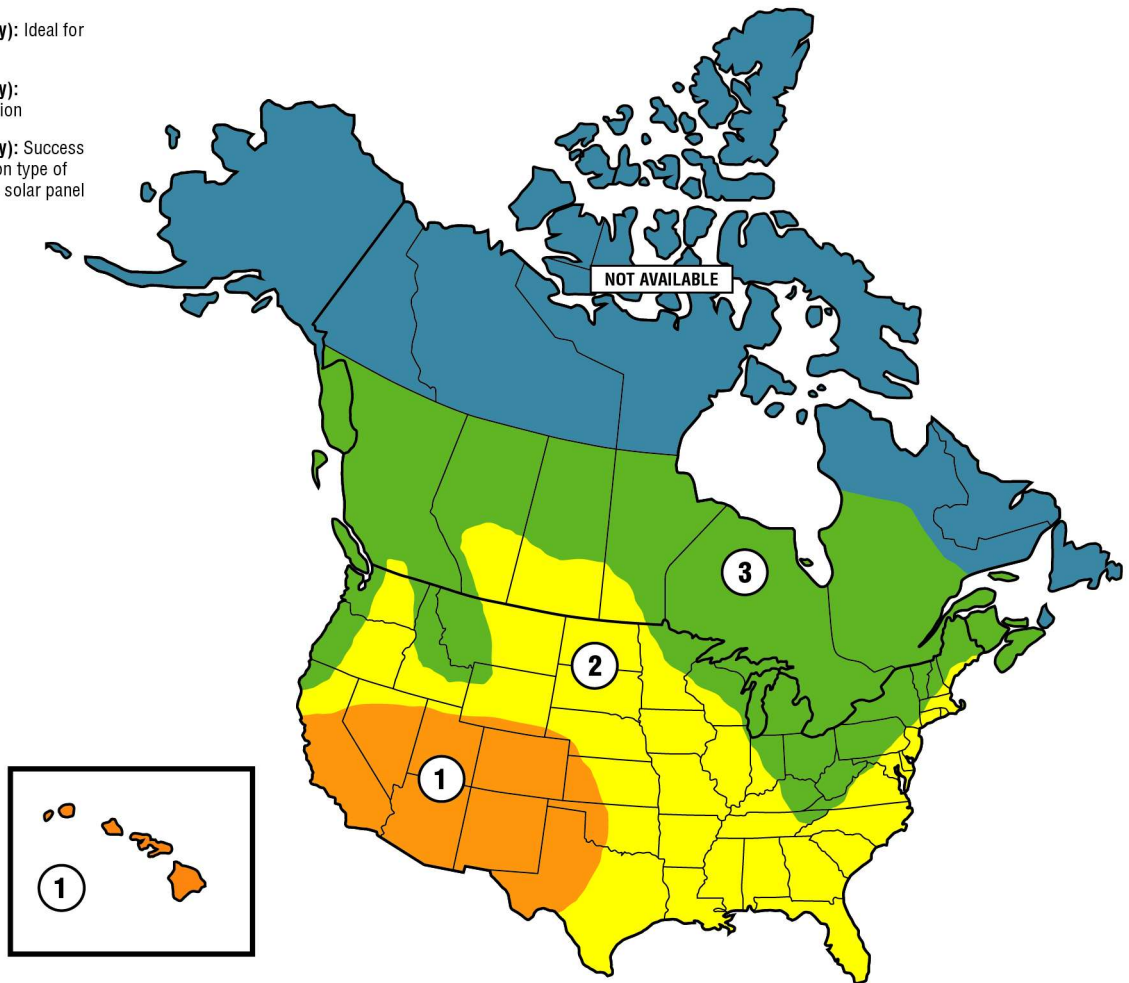 y): Ideal for
y):
ion
y): Success
on type of
solar panel
NOT AVAILABLE
3
2
1
1